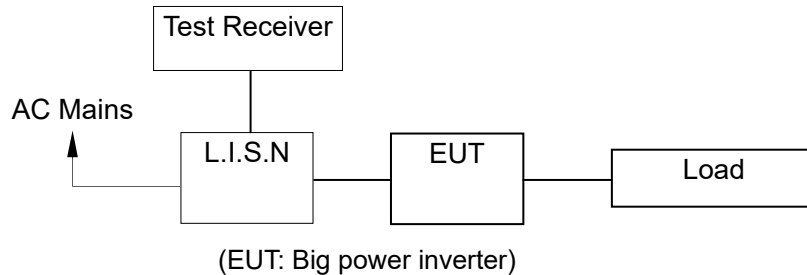 Test Receiver
AC Mains
L.I.S.N
EUT
Load
(EUT: Big power inverter)